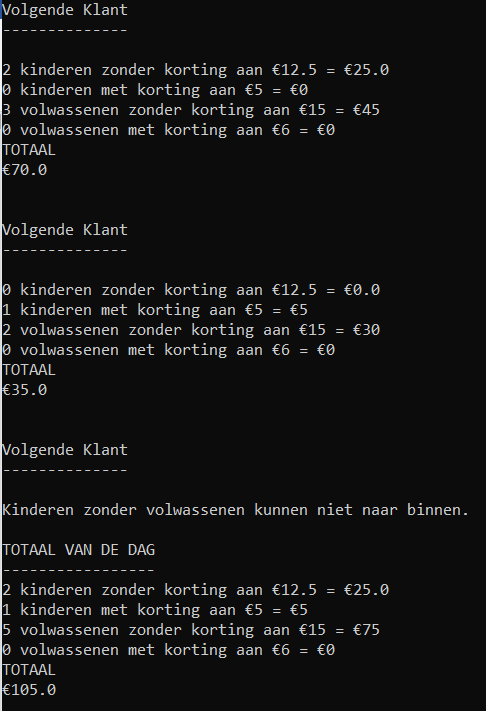 Volgende Klant
--------------
2 kinderen zonder korting aan €12.5 = €25.0
0 kinderen met korting aan €5 = €0
3 volwassenen zonder korting aan €15 = €45
0 volwassenen met korting aan €6 = €0
TOTAAL
€70.0
Volgende Klant
--------------
0 kinderen zonder korting aan €12.5 = €0.0
1 kinderen met korting aan €5 = €5
2 volwassenen zonder korting aan €15 = €30
0 volwassenen met korting aan €6 = €0
TOTAAL
€35.0
Volgende Klant
--------------
Kinderen zonder volwassenen kunnen niet naar binnen.
TOTAAL VAN DE DAG
-----------------
2 kinderen zonder korting aan €12.5 = €25.0
1 kinderen met korting aan €5 = €5
5 volwassenen zonder korting aan €15 = €75
0 volwassenen met korting aan €6 = €0
TOTAAL
€105.0